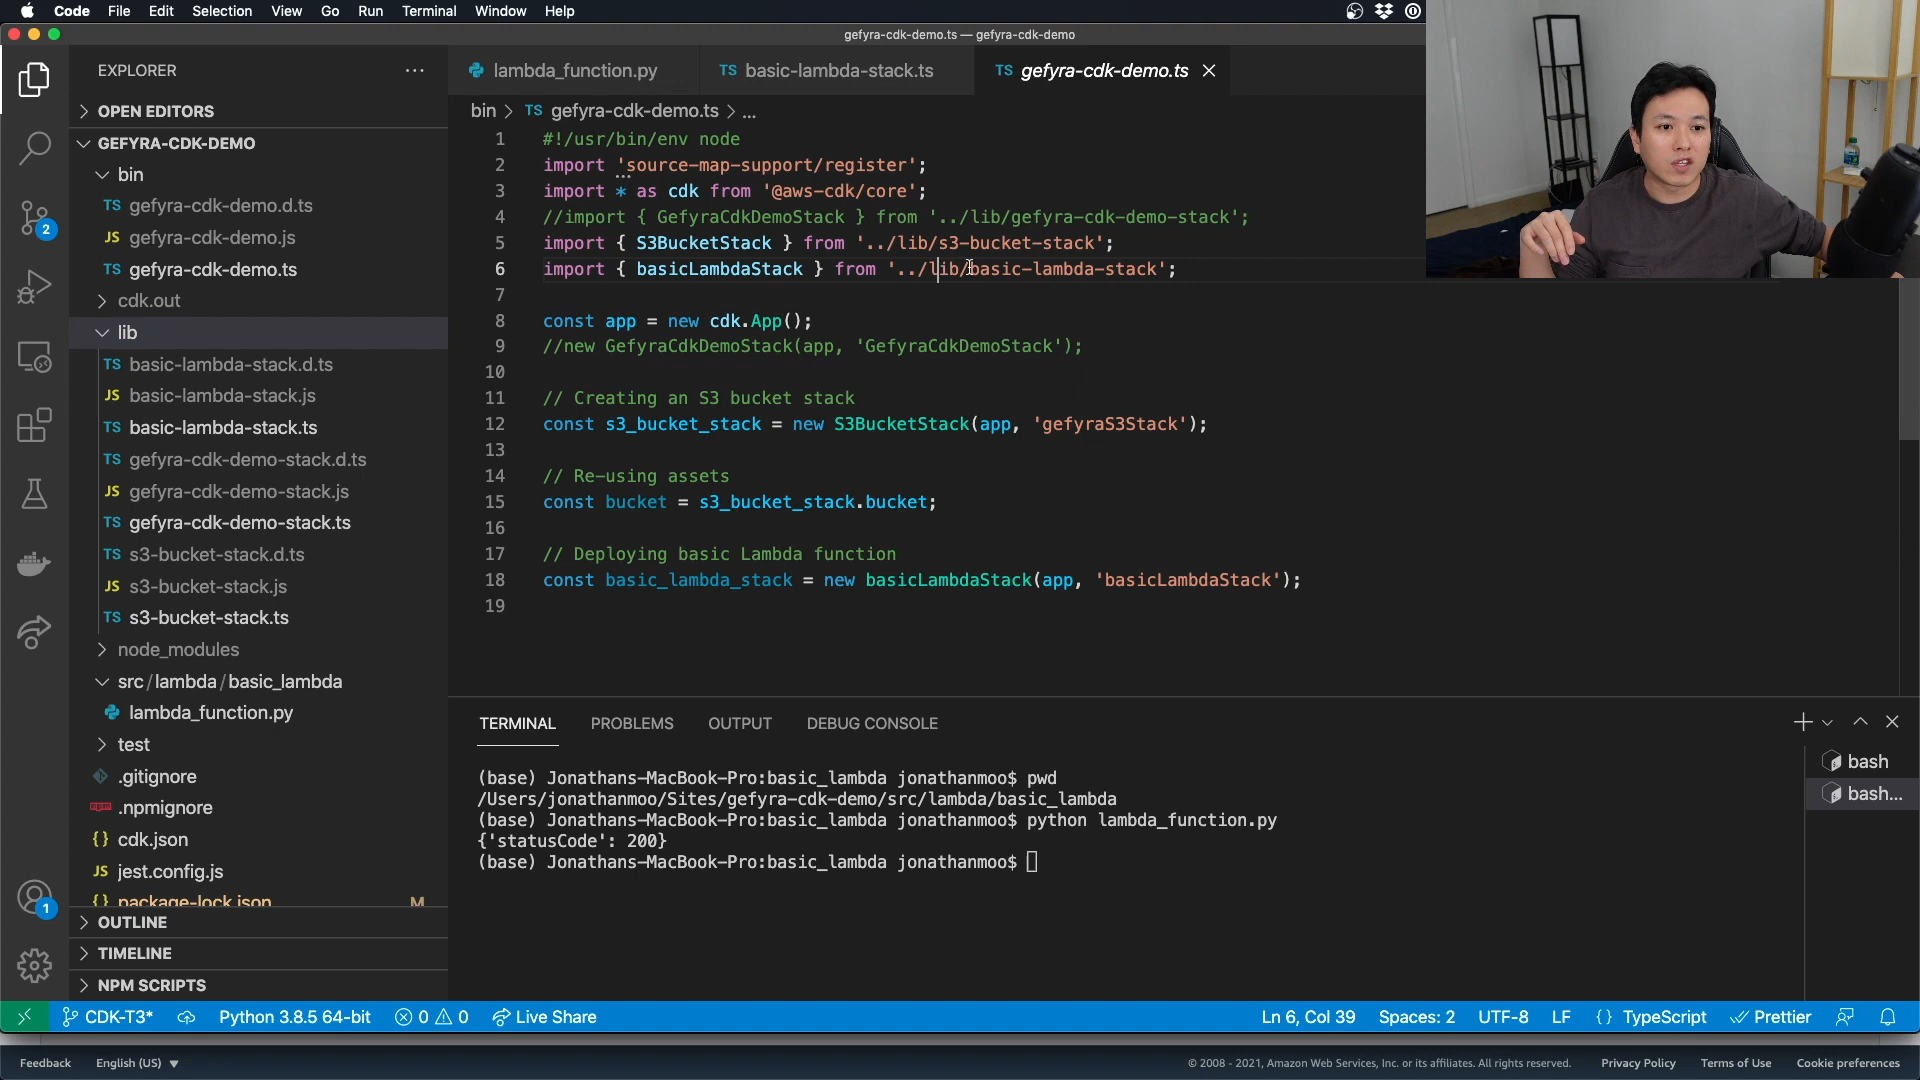 Code File Edit Selection View Go Run Terminal Window Help
gefyra-cdk-demo.ts — gefyra-cdk-demo
EXPLORER
OPEN EDITORS
GEFYRA-CDK-DEMO
bin
TS gefyra-cdk-demo.d.ts
JS gefyra-cdk-demo.js
TS gefyra-cdk-demo.ts
cdk.out
lib
TS basic-lambda-stack.d.ts
JS basic-lambda-stack.js
TS basic-lambda-stack.ts
TS gefyra-cdk-demo-stack.d.ts
JS gefyra-cdk-demo-stack.js
TS gefyra-cdk-demo-stack.ts
TS s3-bucket-stack.d.ts
JS s3-bucket-stack.js
TS s3-bucket-stack.ts
node_modules
src/lambda/basic_lambda
lambda_function.py
test
.gitignore
.npmignore
{} cdk.json
JS jest.config.js
{} package-lock.json M
OUTLINE
TIMELINE
NPM SCRIPTS
2
1
lambda_function.py TS basic-lambda-stack.ts TS gefyra-cdk-demo.ts
bin > TS gefyra-cdk-demo.ts > ...
1 #!/usr/bin/env node
2 import 'source-map-support/register';
3 import * as cdk from '@aws-cdk/core';
4 //import { GefyraCdkDemoStack } from '../lib/gefyra-cdk-demo-stack';
5 import { S3BucketStack } from '../lib/s3-bucket-stack';
6 import { basicLambdaStack } from '../lib/basic-lambda-stack';
7
8 const app = new cdk.App();
9 //new GefyraCdkDemoStack(app, 'GefyraCdkDemoStack');
10
11 // Creating an S3 bucket stack
12 const s3_bucket_stack = new S3BucketStack(app, 'gefyraS3Stack');
13
14 // Re-using assets
15 const bucket = s3_bucket_stack.bucket;
16
17 // Deploying basic Lambda function
18 const basic_lambda_stack = new basicLambdaStack(app, 'basicLambdaStack');
19
TERMINAL PROBLEMS OUTPUT DEBUG CONSOLE
(base) Jonathans-MacBook-Pro:basic_lambda jonathanmoo$ pwd
/Users/jonathanmoo/Sites/gefyra-cdk-demo/src/lambda/basic_lambda
(base) Jonathans-MacBook-Pro:basic_lambda jonathanmoo$ python lambda_function.py
{'statusCode': 200}
(base) Jonathans-MacBook-Pro:basic_lambda jonathanmoo$
bash
bash...
CDK-T3* Python 3.8.5 64-bit 0 0 Live Share Ln 6, Col 39 Spaces: 2 UTF-8 LF {} TypeScript Prettier
Feedback English (US) © 2008 - 2021, Amazon Web Services, Inc. or its affiliates. All rights reserved. Privacy Policy Terms of Use Cookie preferences